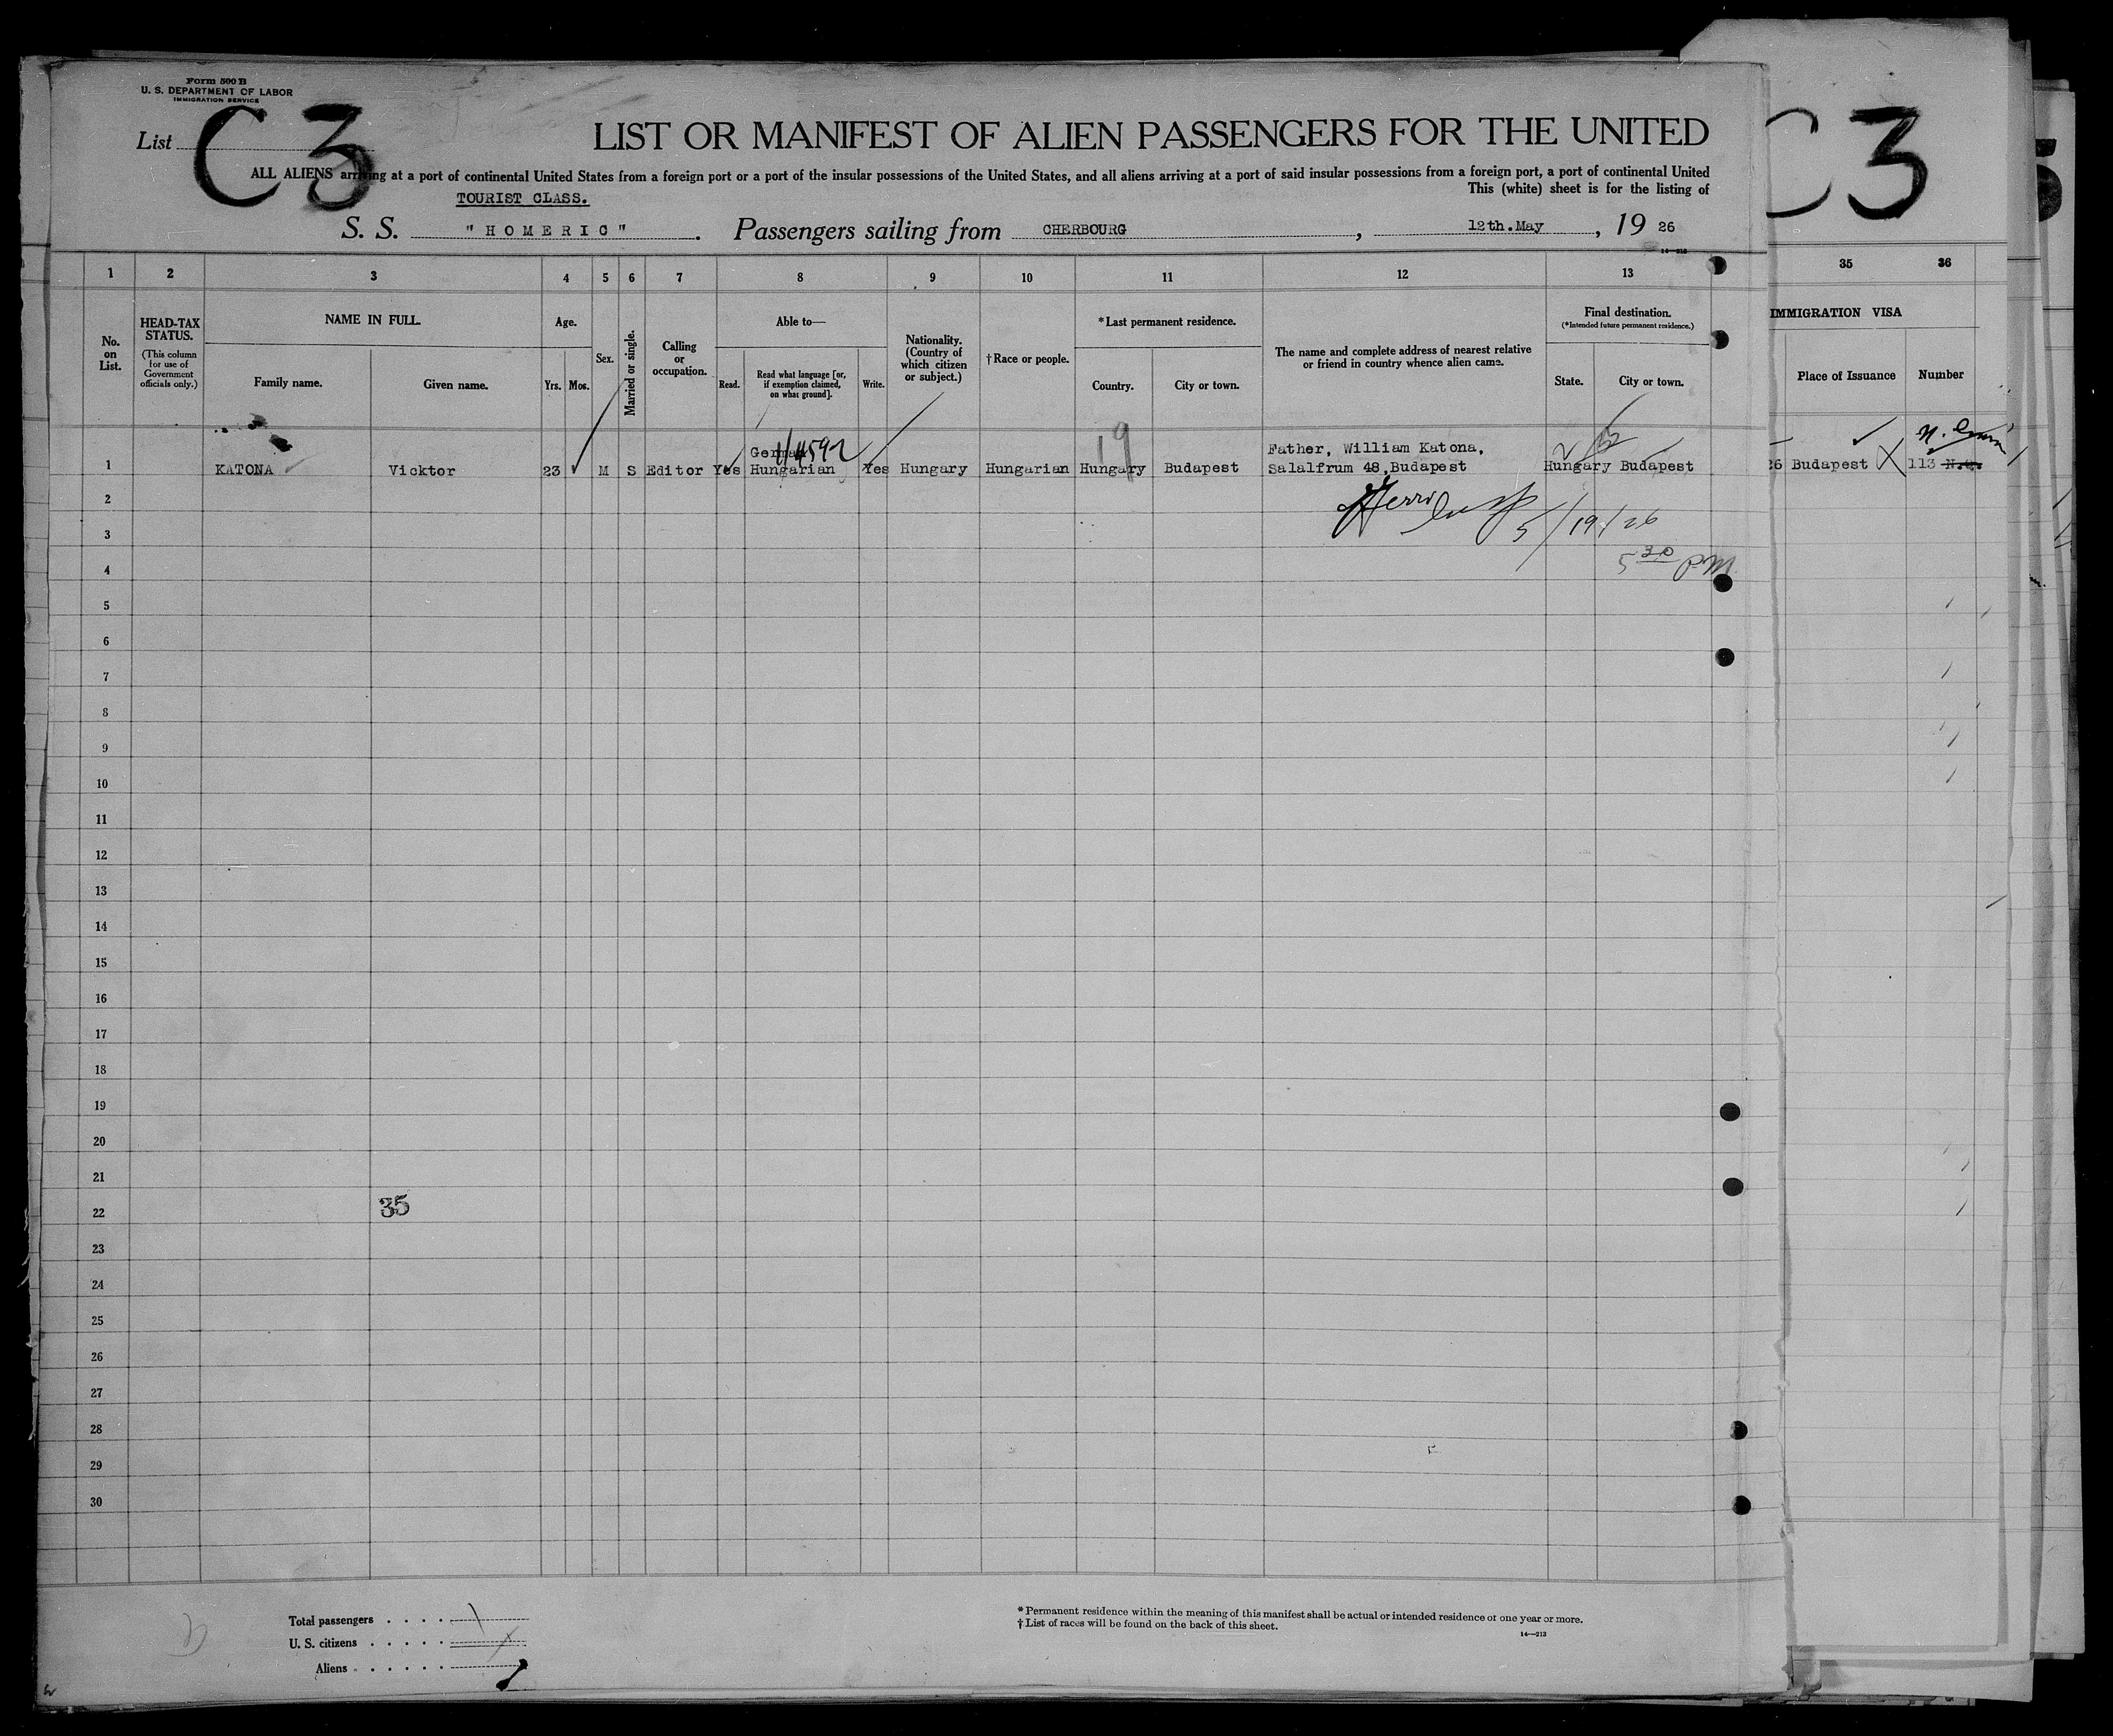 Form 500 B
U. S. DEPARTMENT OF LABOR
IMMIGRATION SERVICE
List C3
LIST OR MANIFEST OF ALIEN PASSENGERS FOR THE UNITED
ALL ALIENS arriving at a port of continental United States from a foreign port or a port of the insular possessions of the United States, and all aliens arriving at a port of said insular possessions from a foreign port, a port of continental United
This (white) sheet is for the listing of
TOURIST CLASS.
S. S. "HOMERIC". Passengers sailing from CHERBOURG, 12th.May, 19 26
C3
1 2 3 4 5 6 7 8 9 10 11 12 13 35 36
No. on List.
HEAD-TAX STATUS.
(This column for use of Government officials only.)
NAME IN FULL.
Family name. Given name.
Age.
Yrs. Mos.
Sex.
Married or single.
Calling or occupation.
Able to—
Read. Read what language [or, if exemption claimed, on what ground]. Write.
Nationality. (Country of which citizen or subject.)
†Race or people.
*Last permanent residence.
Country. City or town.
The name and complete address of nearest relative or friend in country whence alien came.
Final destination.
(*Intended future permanent residence.)
State. City or town.
IMMIGRATION VISA
Place of Issuance Number
German Father, William Katona,
1 KATONA Vicktor 23 M S Editor Yes Hungarian Yes Hungary Hungarian Hungary Budapest Salalfrum 48,Budapest Hungary Budapest 26 Budapest 113
19
2
5/19/26
3
5 30 PM
4
5
6
7
8
9
10
11
12
13
14
15
16
17
18
19
20
21
22 35
23
24
25
26
27
28
29
30
Total passengers
U. S. citizens
Aliens
*Permanent residence within the meaning of this manifest shall be actual or intended residence of one year or more.
†List of races will be found on the back of this sheet.
14—213